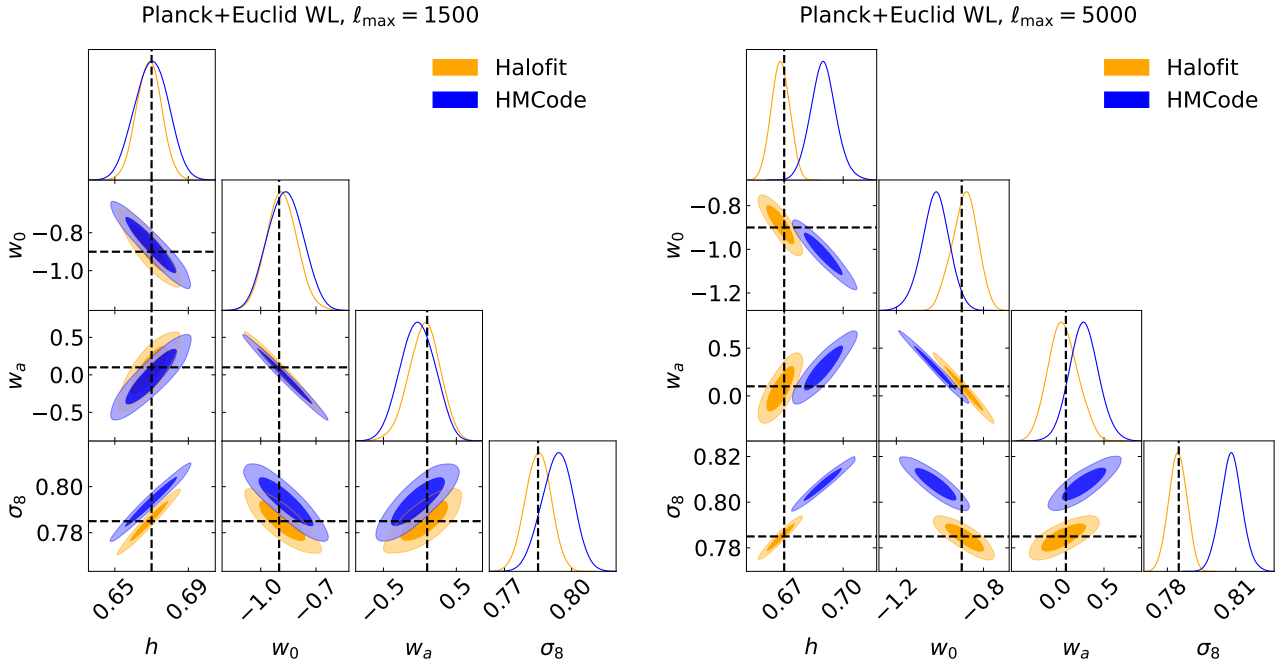 Planck+Euclid WL, ℓmax = 1500
Halofit
HMCode
w0
−0.8
−1.0
wa
0.5
0.0
−0.5
σ8
0.80
0.78
0.65 0.69
−1.0 −0.7
−0.5 0.5
0.77 0.80
h w0 wa σ8
Planck+Euclid WL, ℓmax = 5000
Halofit
HMCode
w0
−0.8
−1.0
−1.2
wa
0.5
0.0
σ8
0.82
0.80
0.78
0.67 0.70
−1.2 −0.8
0.0 0.5
0.78 0.81
h w0 wa σ8